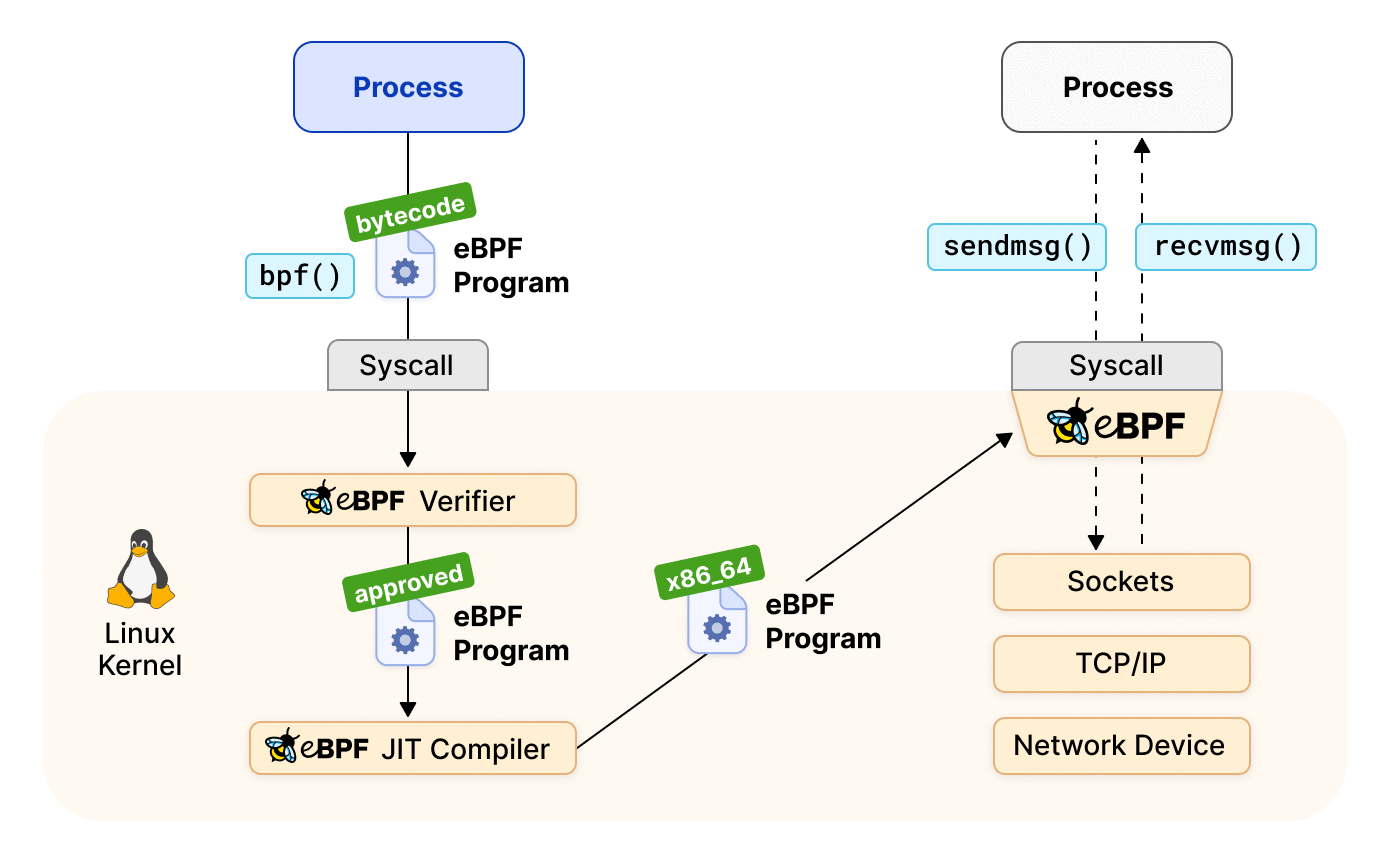 Process
bytecode
eBPF
Program
bpf()
Syscall
eBPF Verifier
approved
eBPF
Program
eBPF JIT Compiler
Linux
Kernel
x86_64
eBPF
Program
Process
sendmsg()
recvmsg()
Syscall
eBPF
Sockets
TCP/IP
Network Device